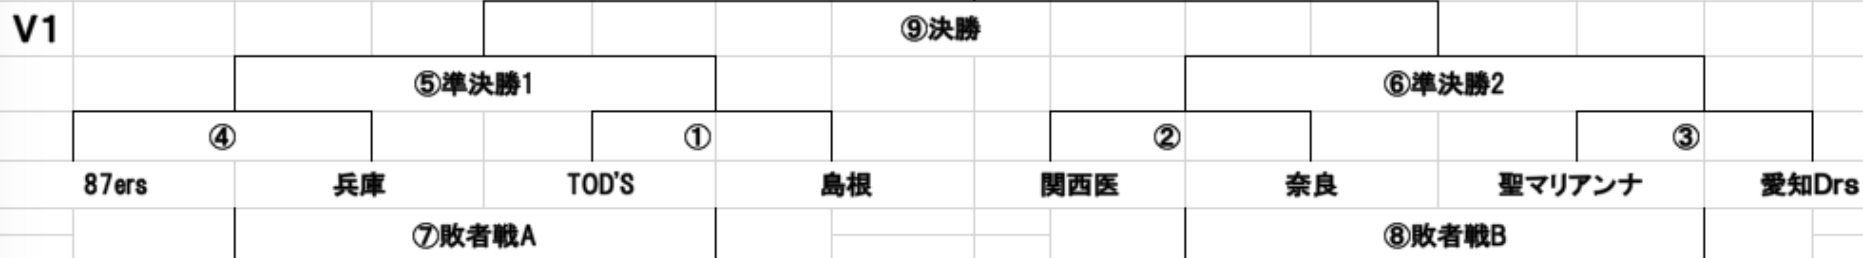 V1 ⑨決勝
⑤準決勝1 ⑥準決勝2
④ ① ② ③
87ers 兵庫 TOD'S 島根 関西医 奈良 聖マリアンナ 愛知Drs
⑦敗者戦A ⑧敗者戦B